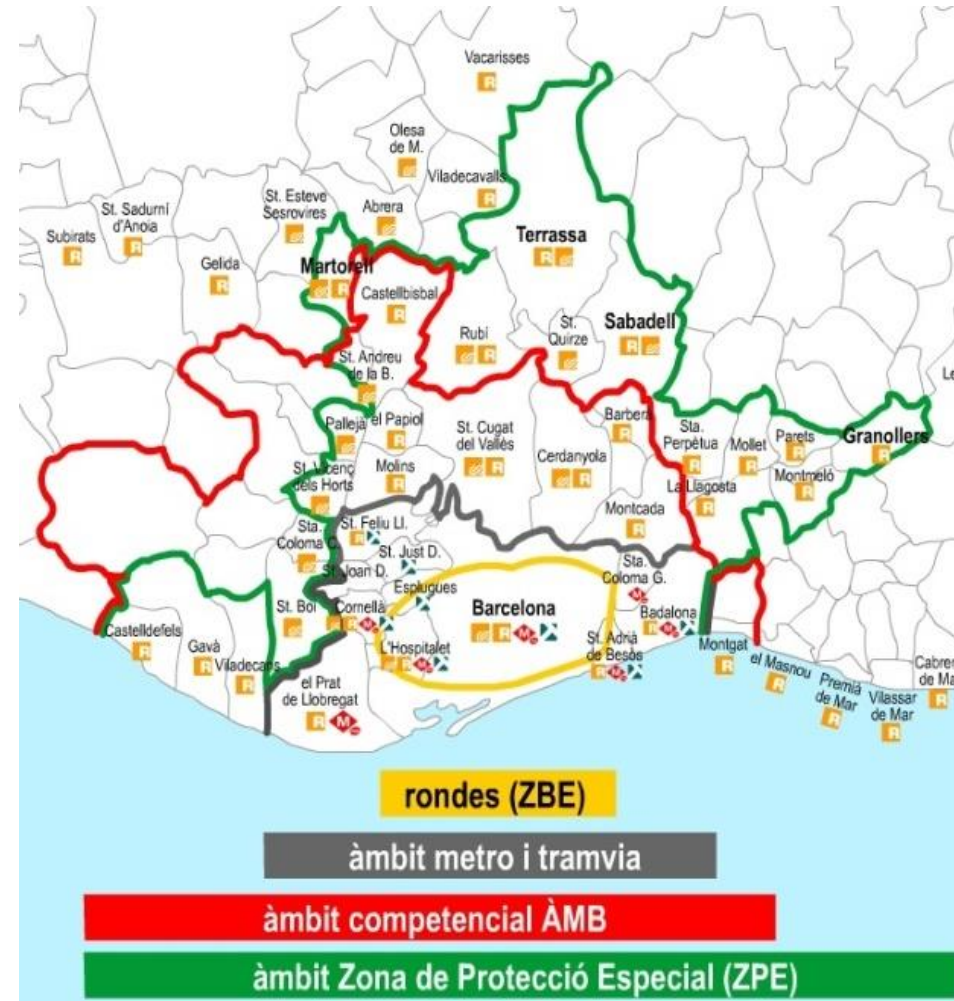 Vacarisses
Olesa
de M.
Viladecavalls
St. Esteve
Sesrovires
Abrera
St. Sadurní
d'Anoia
Subirats
Gelida
Terrassa
Martorell
Castellbisbal
Rubí
St.
Quirze
Sabadell
St. Andreu
de la B.
Pallejà
el Papiol
St. Cugat
del Vallès
Barberà
Cerdanyola
Sta.
Perpètua
Mollet
Parets
Granollers
Montmeló
La Llagosta
Molins
St. Vicenç
dels Horts
Montcada
Sta.
Coloma C.
St. Feliu Ll.
St. Just D.
St. Joan D.
Esplugues
Sta.
Coloma G.
Barcelona
St. Boi
Cornellà
Badalona
Castelldefels
Gavà
Viladecans
L'Hospitalet
St. Adrià
de Besòs
Montgat
el Masnou
Premià
de Mar
Vilassar
de Mar
Cabrer
de Ma
el Prat
de Llobregat
rondes (ZBE)
àmbit metro i tramvia
àmbit competencial ÀMB
àmbit Zona de Protecció Especial (ZPE)